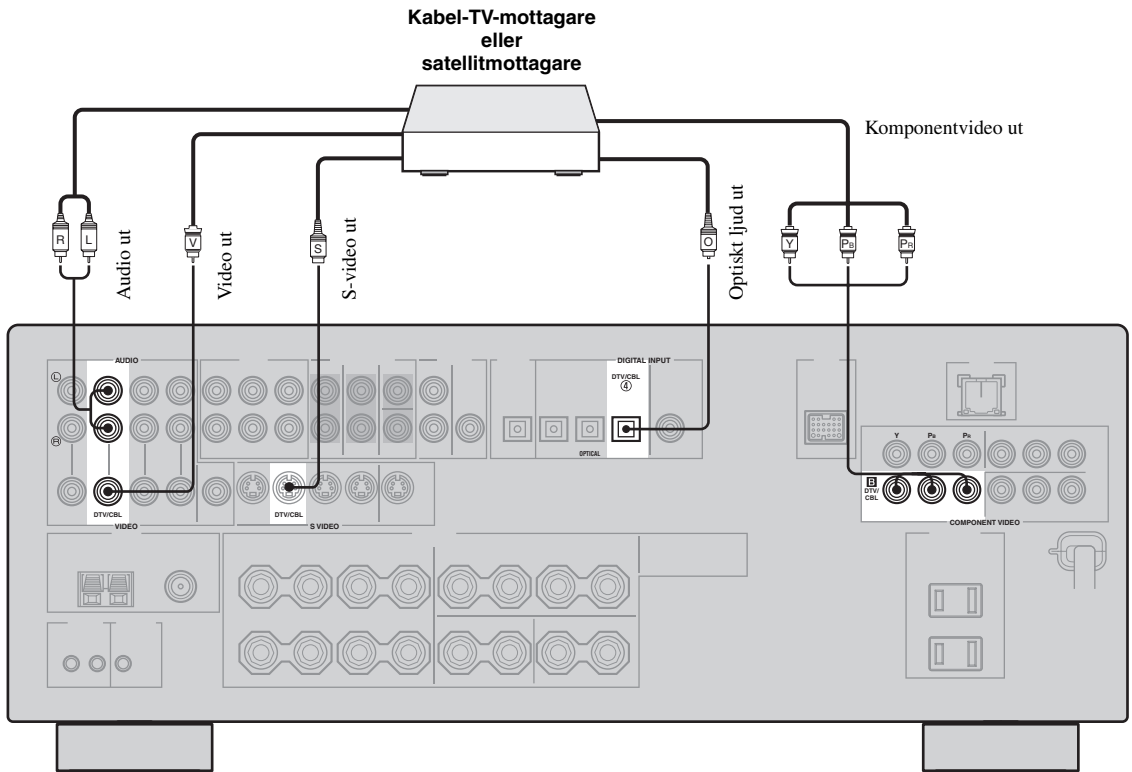 Kabel-TV-mottagare
eller
satellitmottagare
Komponentvideo ut
R L
Audio ut
V
Video ut
S
S-video ut
O
Optiskt ljud ut
Y PB PR
AUDIO
DIGITAL INPUT
L
R
DTV/CBL
④
OPTICAL
Y PB PR
B
DTV/
CBL
DTV/CBL
DTV/CBL
VIDEO
S VIDEO
COMPONENT VIDEO